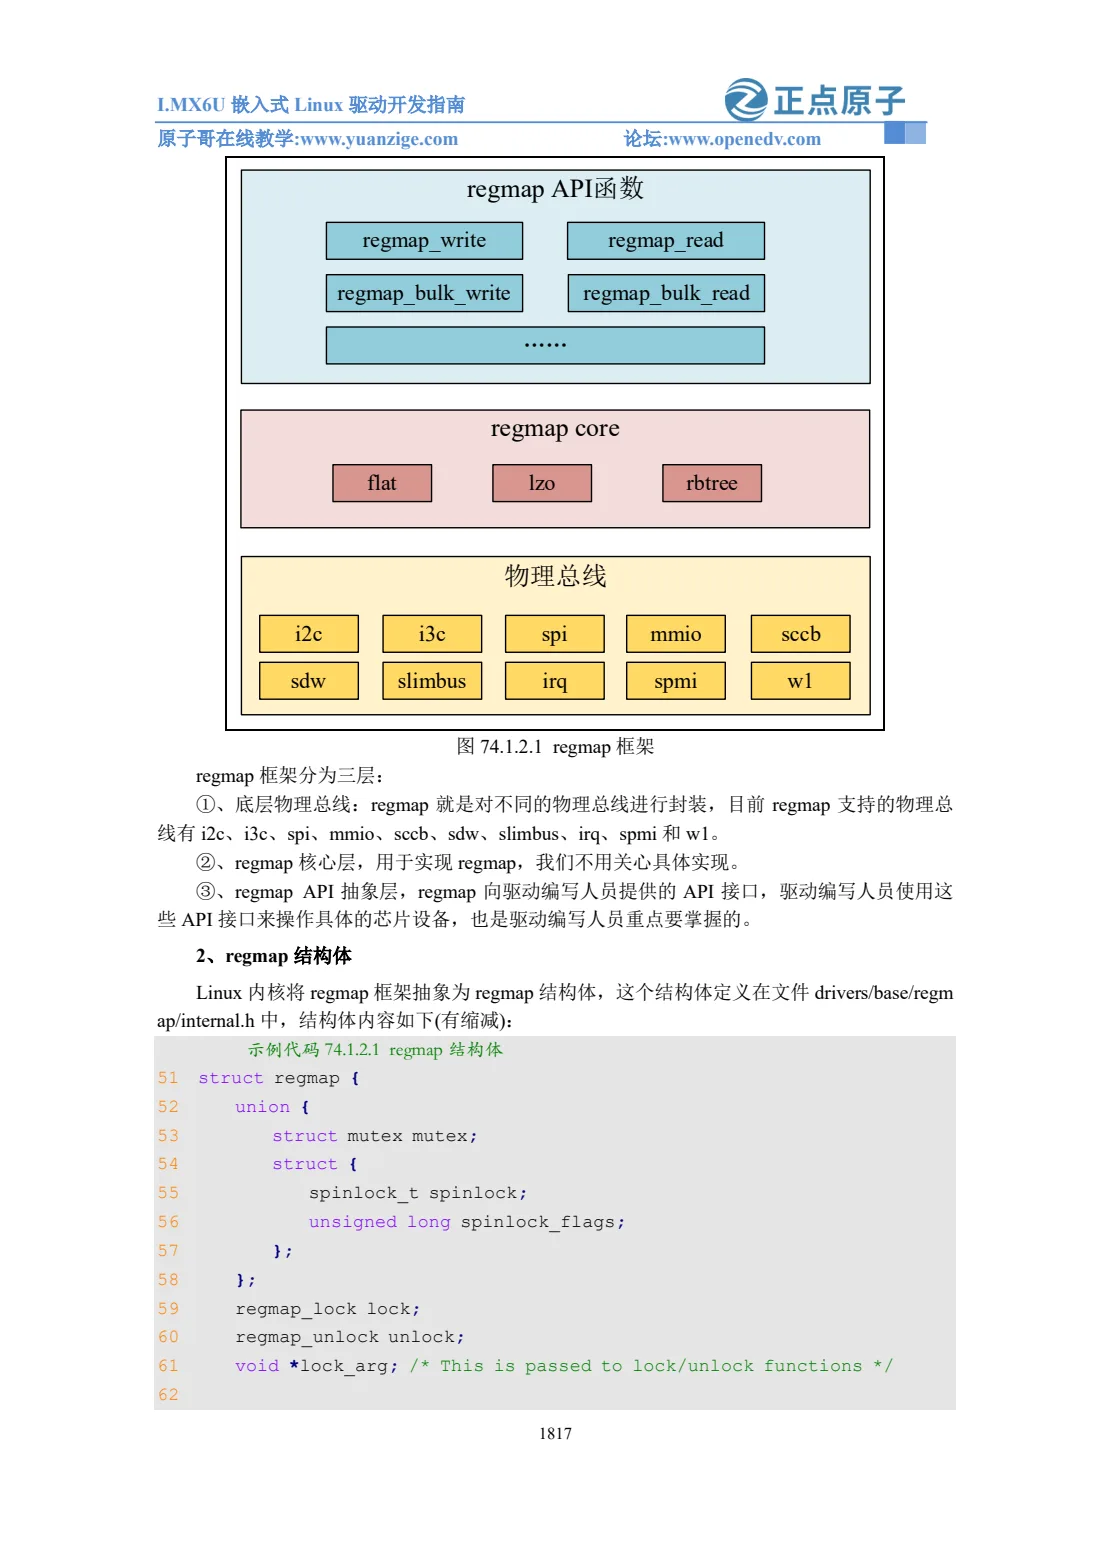 I.MX6U 嵌入式 Linux 驱动开发指南
正点原子
原子哥在线教学:www.yuanzige.com 论坛:www.openedv.com
regmap API函数
regmap_write regmap_read
regmap_bulk_write regmap_bulk_read
······
regmap core
flat lzo rbtree
物理总线
i2c i3c spi mmio sccb
sdw slimbus irq spmi w1
图 74.1.2.1 regmap 框架
regmap 框架分为三层：
①、底层物理总线：regmap 就是对不同的物理总线进行封装，目前 regmap 支持的物理总
线有 i2c、i3c、spi、mmio、sccb、sdw、slimbus、irq、spmi 和 w1。
②、regmap 核心层，用于实现 regmap，我们不用关心具体实现。
③、regmap API 抽象层，regmap 向驱动编写人员提供的 API 接口，驱动编写人员使用这
些 API 接口来操作具体的芯片设备，也是驱动编写人员重点要掌握的。
2、regmap 结构体
Linux 内核将 regmap 框架抽象为 regmap 结构体，这个结构体定义在文件 drivers/base/regm
ap/internal.h 中，结构体内容如下(有缩减)：
示例代码 74.1.2.1 regmap 结构体
51 struct regmap {
52 union {
53 struct mutex mutex;
54 struct {
55 spinlock_t spinlock;
56 unsigned long spinlock_flags;
57 };
58 };
59 regmap_lock lock;
60 regmap_unlock unlock;
61 void *lock_arg; /* This is passed to lock/unlock functions */
62
1817